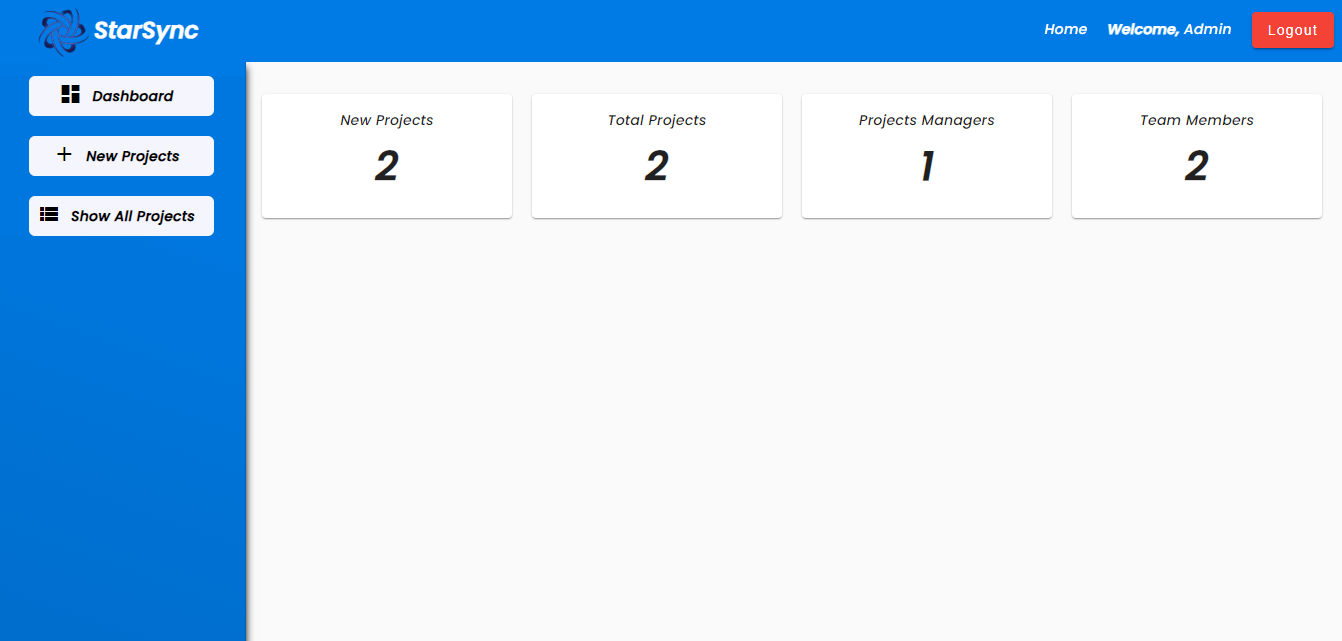 StarSync
Home Welcome, Admin Logout
Dashboard
New Projects
Show All Projects
New Projects
2
Total Projects
2
Projects Managers
1
Team Members
2